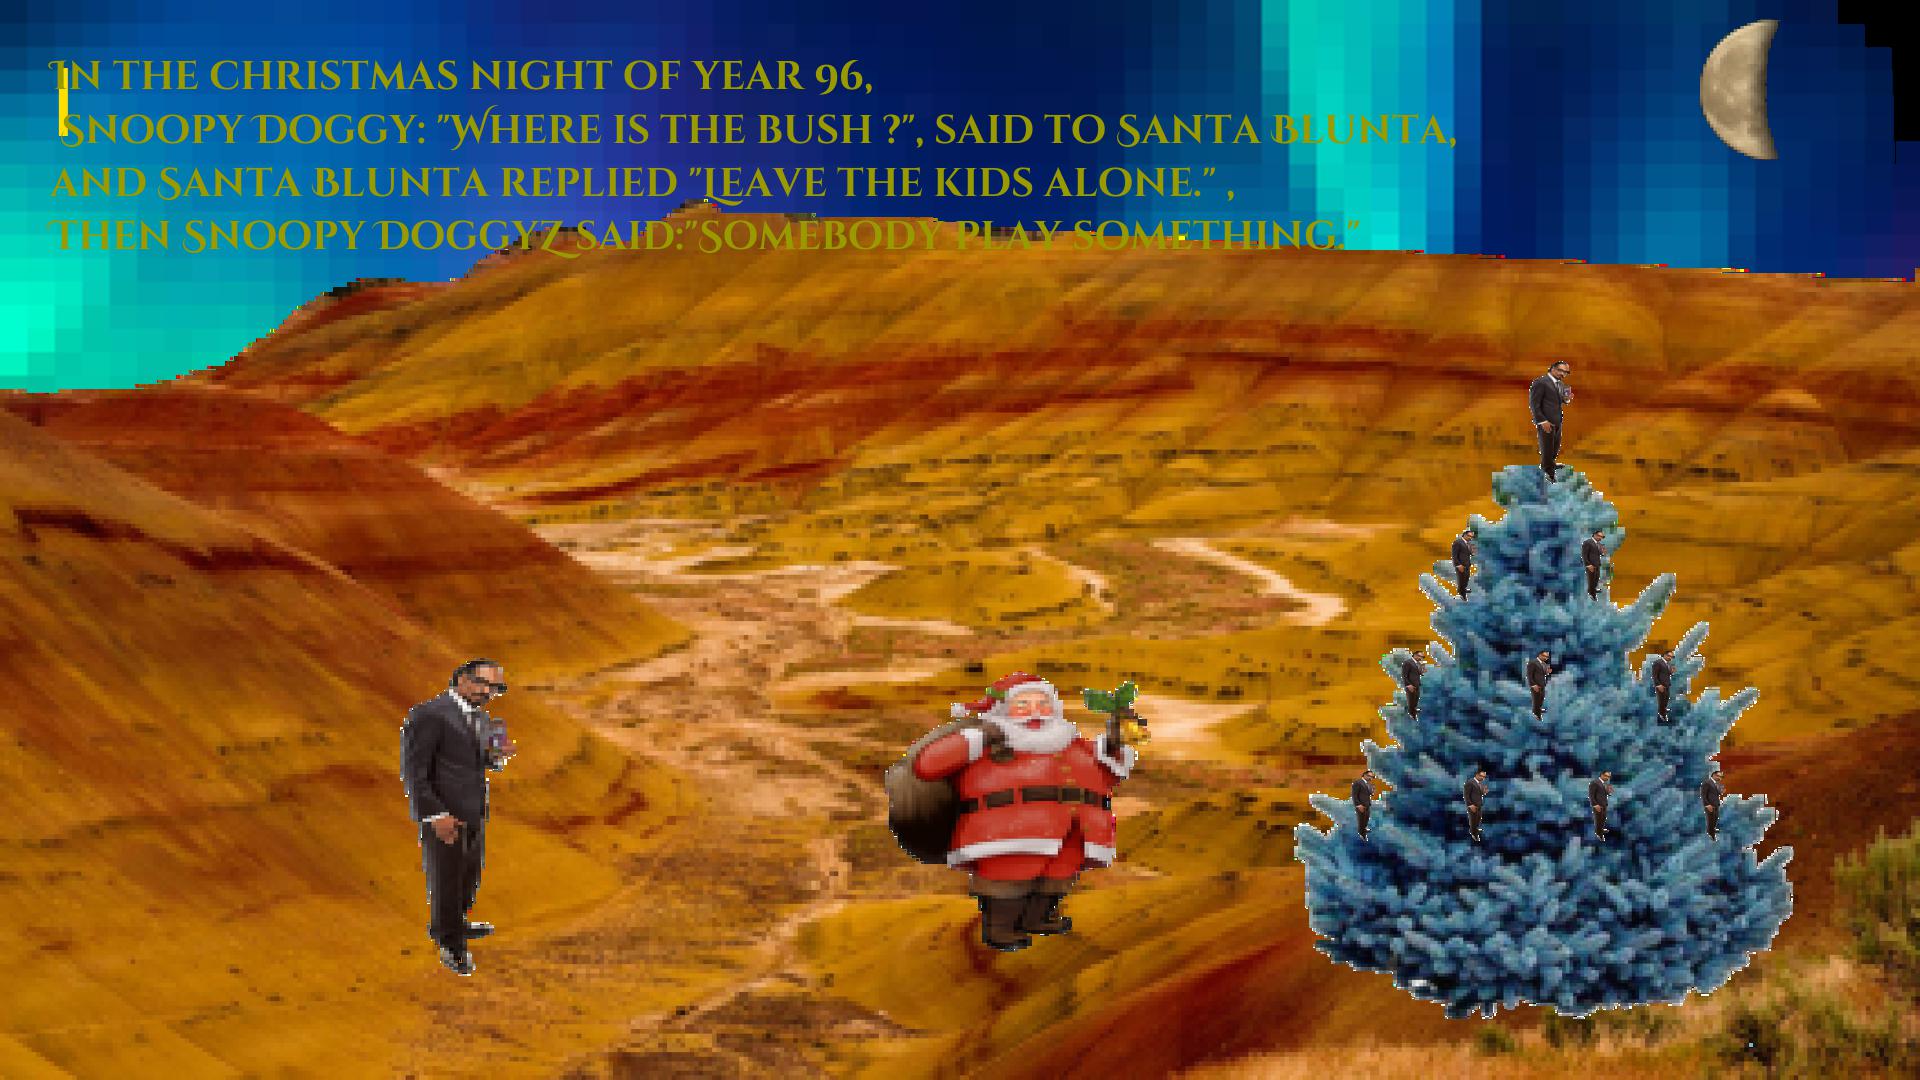 In the christmas night of year 96,
Snoopy Doggy: "Where is the bush ?", said to Santa Blunta,
and Santa Blunta replied "Leave the kids alone." ,
Then Snoopy Doggyz said:"Somebody play something."